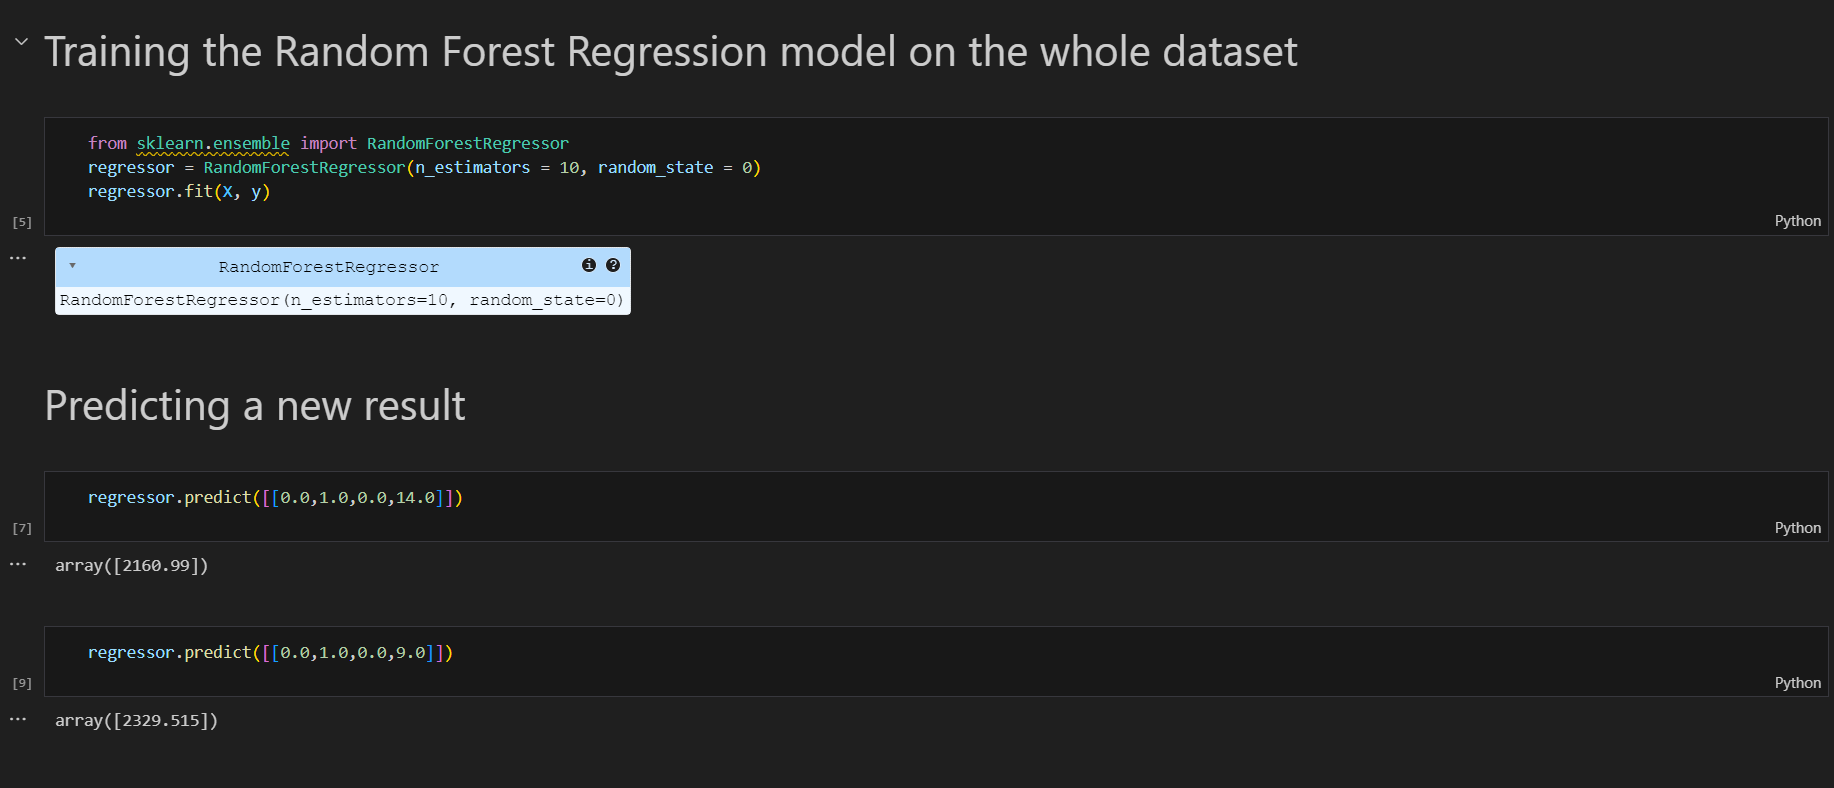 Training the Random Forest Regression model on the whole dataset
from sklearn.ensemble import RandomForestRegressor
regressor = RandomForestRegressor(n_estimators = 10, random_state = 0)
regressor.fit(X, y)
[5]
Python
...
RandomForestRegressor
i ?
RandomForestRegressor(n_estimators=10, random_state=0)
Predicting a new result
regressor.predict([[0.0,1.0,0.0,14.0]])
[7]
Python
...
array([2160.99])
regressor.predict([[0.0,1.0,0.0,9.0]])
[9]
Python
...
array([2329.515])